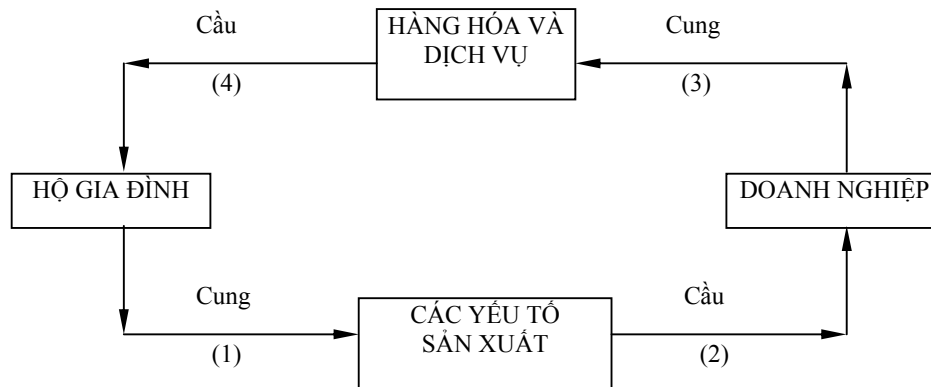 Cầu
HÀNG HÓA VÀ
DỊCH VỤ
Cung
(4)
(3)
HỘ GIA ĐÌNH
DOANH NGHIỆP
Cung
CÁC YẾU TỐ
SẢN XUẤT
Cầu
(1)
(2)